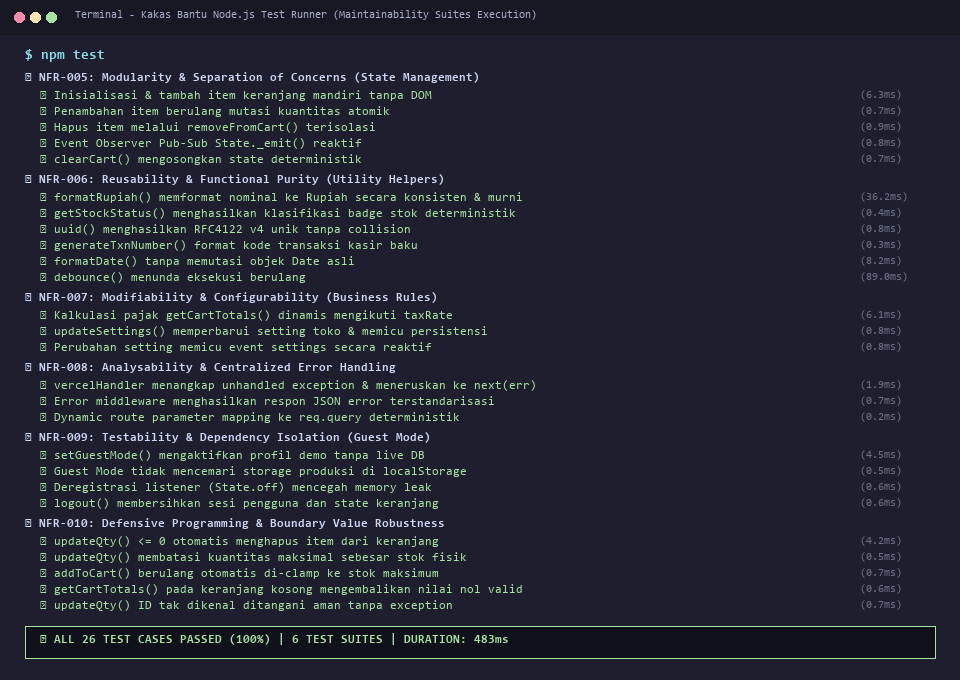 Terminal - Kakas Bantu Node.js Test Runner (Maintainability Suites Execution)
$ npm test
NFR-005: Modularity & Separation of Concerns (State Management)
Inisialisasi & tambah item keranjang mandiri tanpa DOM (6.3ms)
Penambahan item berulang mutasi kuantitas atomik (0.7ms)
Hapus item melalui removeFromCart() terisolasi (0.9ms)
Event Observer Pub-Sub State._emit() reaktif (0.8ms)
clearCart() mengosongkan state deterministik (0.7ms)
NFR-006: Reusability & Functional Purity (Utility Helpers)
formatRupiah() memformat nominal ke Rupiah secara konsisten & murni (36.2ms)
getStockStatus() menghasilkan klasifikasi badge stok deterministik (0.4ms)
uuid() menghasilkan RFC4122 v4 unik tanpa collision (0.8ms)
generateTxnNumber() format kode transaksi kasir baku (0.3ms)
formatDate() tanpa memutasi objek Date asli (8.2ms)
debounce() menunda eksekusi berulang (89.0ms)
NFR-007: Modifiability & Configurability (Business Rules)
Kalkulasi pajak getCartTotals() dinamis mengikuti taxRate (6.1ms)
updateSettings() memperbarui setting toko & memicu persistensi (0.8ms)
Perubahan setting memicu event settings secara reaktif (0.8ms)
NFR-008: Analysability & Centralized Error Handling
vercelHandler menangkap unhandled exception & meneruskan ke next(err) (1.9ms)
Error middleware menghasilkan respon JSON error terstandarisasi (0.7ms)
Dynamic route parameter mapping ke req.query deterministik (0.2ms)
NFR-009: Testability & Dependency Isolation (Guest Mode)
setGuestMode() mengaktifkan profil demo tanpa live DB (4.5ms)
Guest Mode tidak mencemari storage produksi di localStorage (0.5ms)
Deregistrasi listener (State.off) mencegah memory leak (0.6ms)
logout() membersihkan sesi pengguna dan state keranjang (0.6ms)
NFR-010: Defensive Programming & Boundary Value Robustness
updateQty() <= 0 otomatis menghapus item dari keranjang (4.2ms)
updateQty() membatasi kuantitas maksimal sebesar stok fisik (0.5ms)
addToCart() berulang otomatis di-clamp ke stok maksimum (0.7ms)
getCartTotals() pada keranjang kosong mengembalikan nilai nol valid (0.6ms)
updateQty() ID tak dikenal ditangani aman tanpa exception (0.7ms)
ALL 26 TEST CASES PASSED (100%) | 6 TEST SUITES | DURATION: 483ms